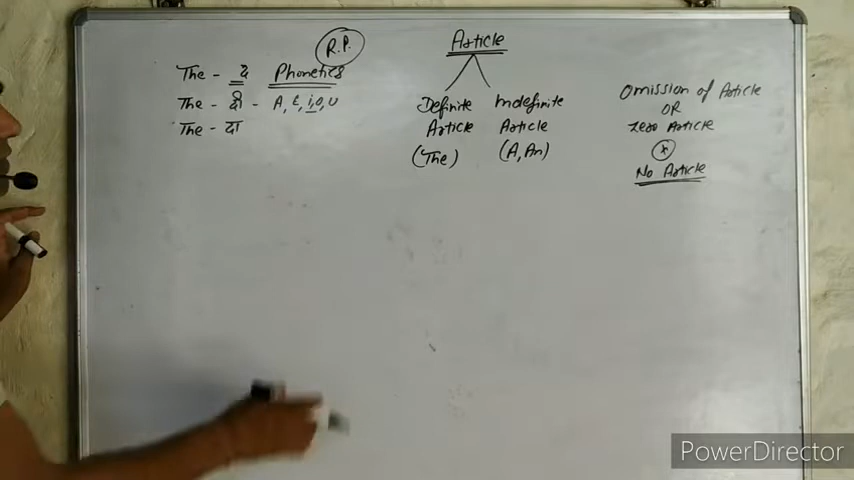 R.P.
The - दे Phonetics
The - दी - A, E, i, O, U
The - दा
Article
Definite Article
(The)
Indefinite Article
(A, An)
Omission of Article
OR
Zero Article
(x)
No Article
PowerDirector